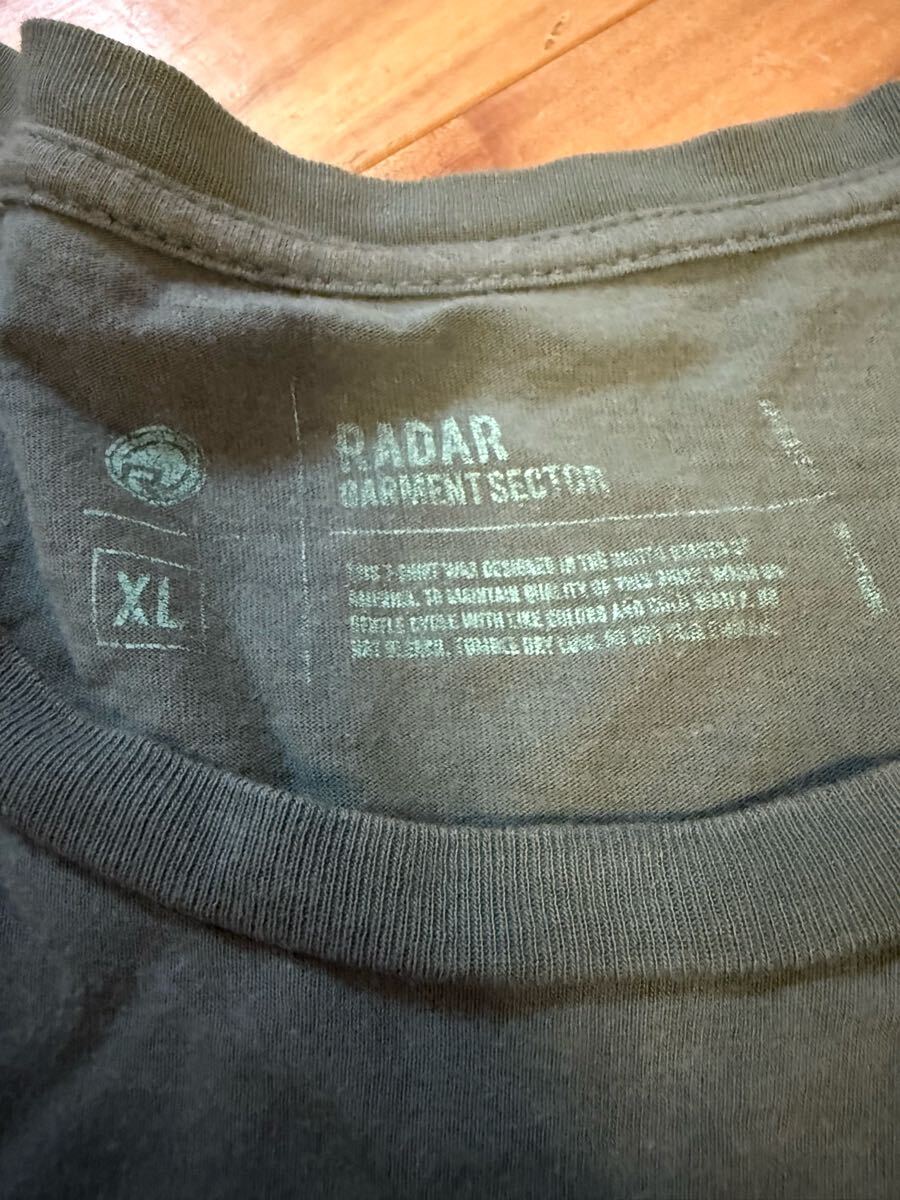 RADAR
GARMENT SECTOR
XL
THIS T-SHIRT WAS DESIGNED IN THE UNITED STATES OF
AMERICA. TO MAINTAIN QUALITY OF THIS SHIRT, WASH ON
GENTLE CYCLE WITH LIKE COLORS AND COLD WATER. DO
NOT BLEACH. TUMBLE DRY LOW. DO NOT